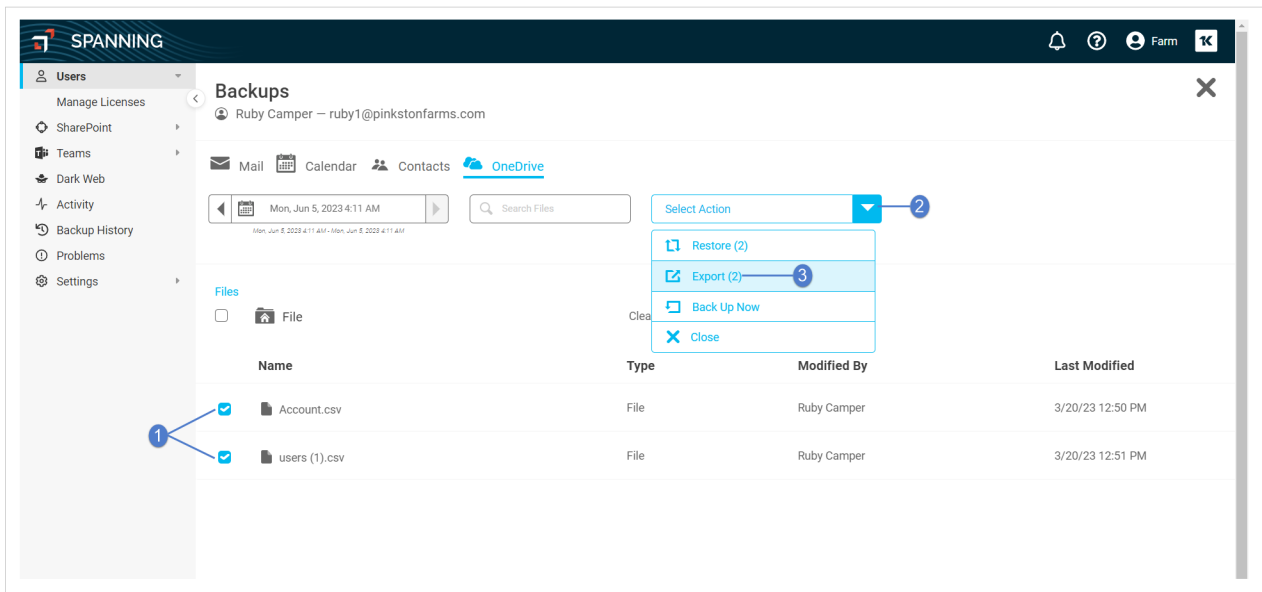 SPANNING
Farm
Users
Manage Licenses
SharePoint
Teams
Dark Web
Activity
Backup History
Problems
Settings
Backups
Ruby Camper — ruby1@pinkstonfarms.com
Mail Calendar Contacts OneDrive
Mon, Jun 5, 2023 4:11 AM
Search Files
Select Action
2
Mon, Jun 5, 2023 4:11 AM - Mon, Jun 5, 2023 4:11 AM
Restore (2)
Export (2)
3
Back Up Now
Close
Files
File
Clea
Name Type Modified By Last Modified
Account.csv File Ruby Camper 3/20/23 12:50 PM
1
users (1).csv File Ruby Camper 3/20/23 12:51 PM